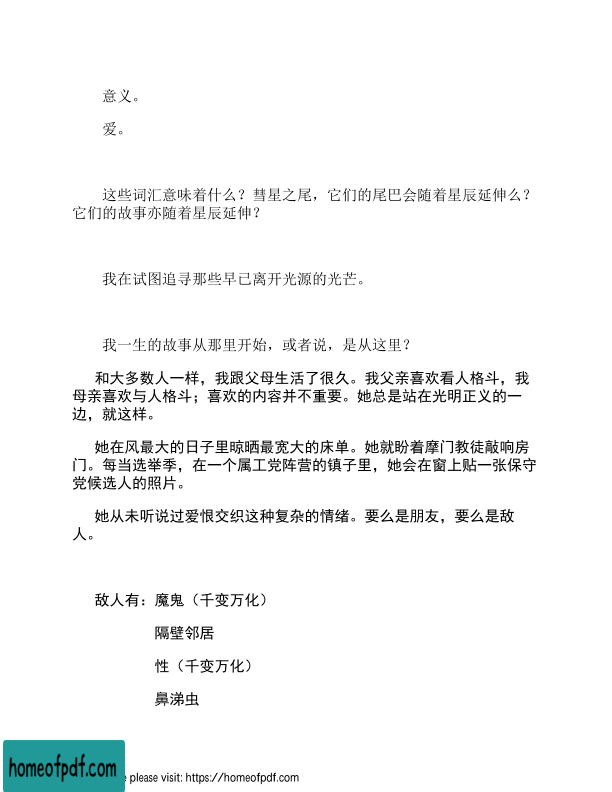 意义。
爱。
这些词汇意味着什么？彗星之尾，它们的尾巴会随着星辰延伸么？
它们的故事亦随着星辰延伸？
我在试图追寻那些早已离开光源的光芒。
我一生的故事从那里开始，或者说，是从这里？
和大多数人一样，我跟父母生活了很久。我父亲喜欢看人格斗，我
母亲喜欢与人格斗；喜欢的内容并不重要。她总是站在光明正义的一
边，就这样。
她在风最大的日子里晾晒最宽大的床单。她就盼着摩门教徒敲响房
门。每当选举季，在一个属工党阵营的镇子里，她会在窗上贴一张保守
党候选人的照片。
她从未听说过爱恨交织这种复杂的情绪。要么是朋友，要么是敌
人。
敌人有：魔鬼（千变万化）
隔壁邻居
性（千变万化）
鼻涕虫
homeofpdf.com
e please visit: https://homeofpdf.com